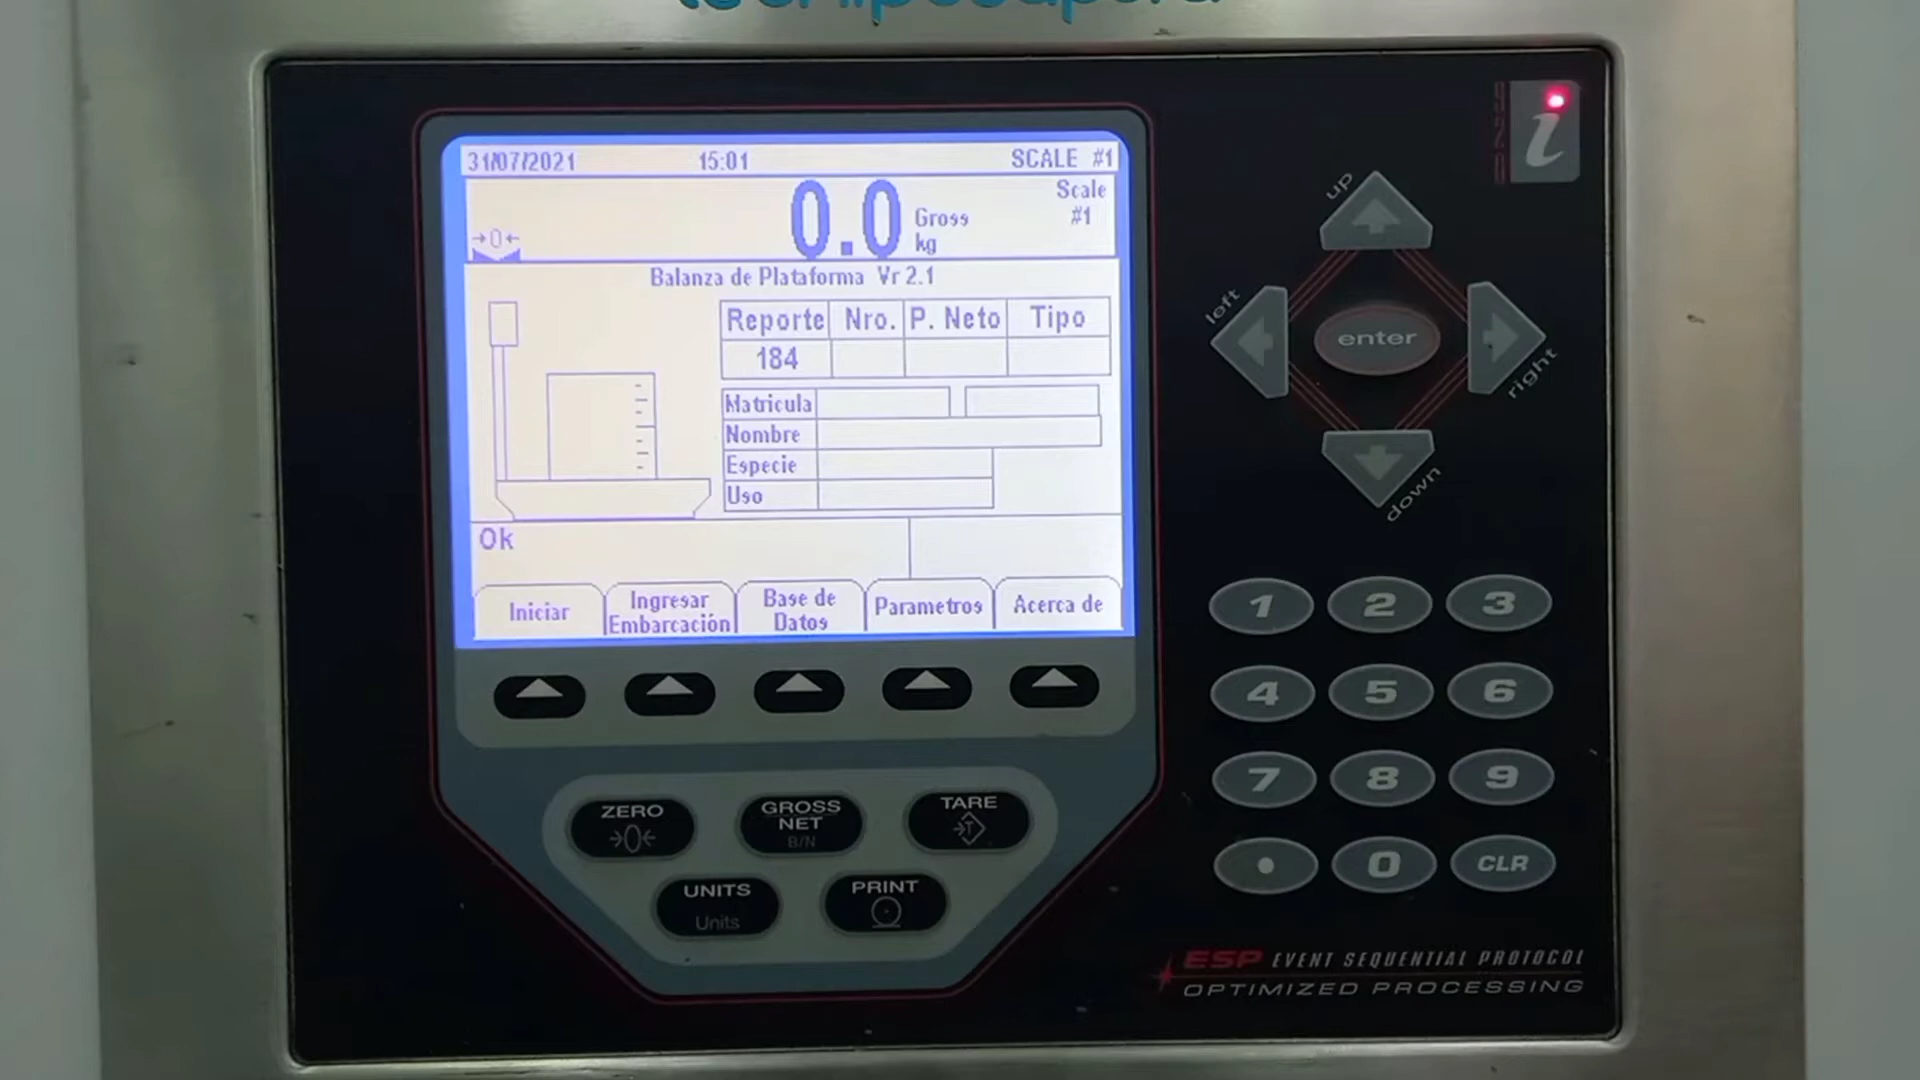 31/07/2021 15:01 SCALE #1
→0← 0.0 Gross kg Scale #1
Balanza de Plataforma Vr 2.1
Reporte Nro. P. Neto Tipo
184
Matricula
Nombre
Especie
Uso
Ok
Iniciar Ingresar Embarcación Base de Datos Parametros Acerca de
ZERO →0← GROSS NET B/N TARE →T←
UNITS Units PRINT
i
up
left enter right
down
1 2 3
4 5 6
7 8 9
. 0 CLR
ESP EVENT SEQUENTIAL PROTOCOL
OPTIMIZED PROCESSING